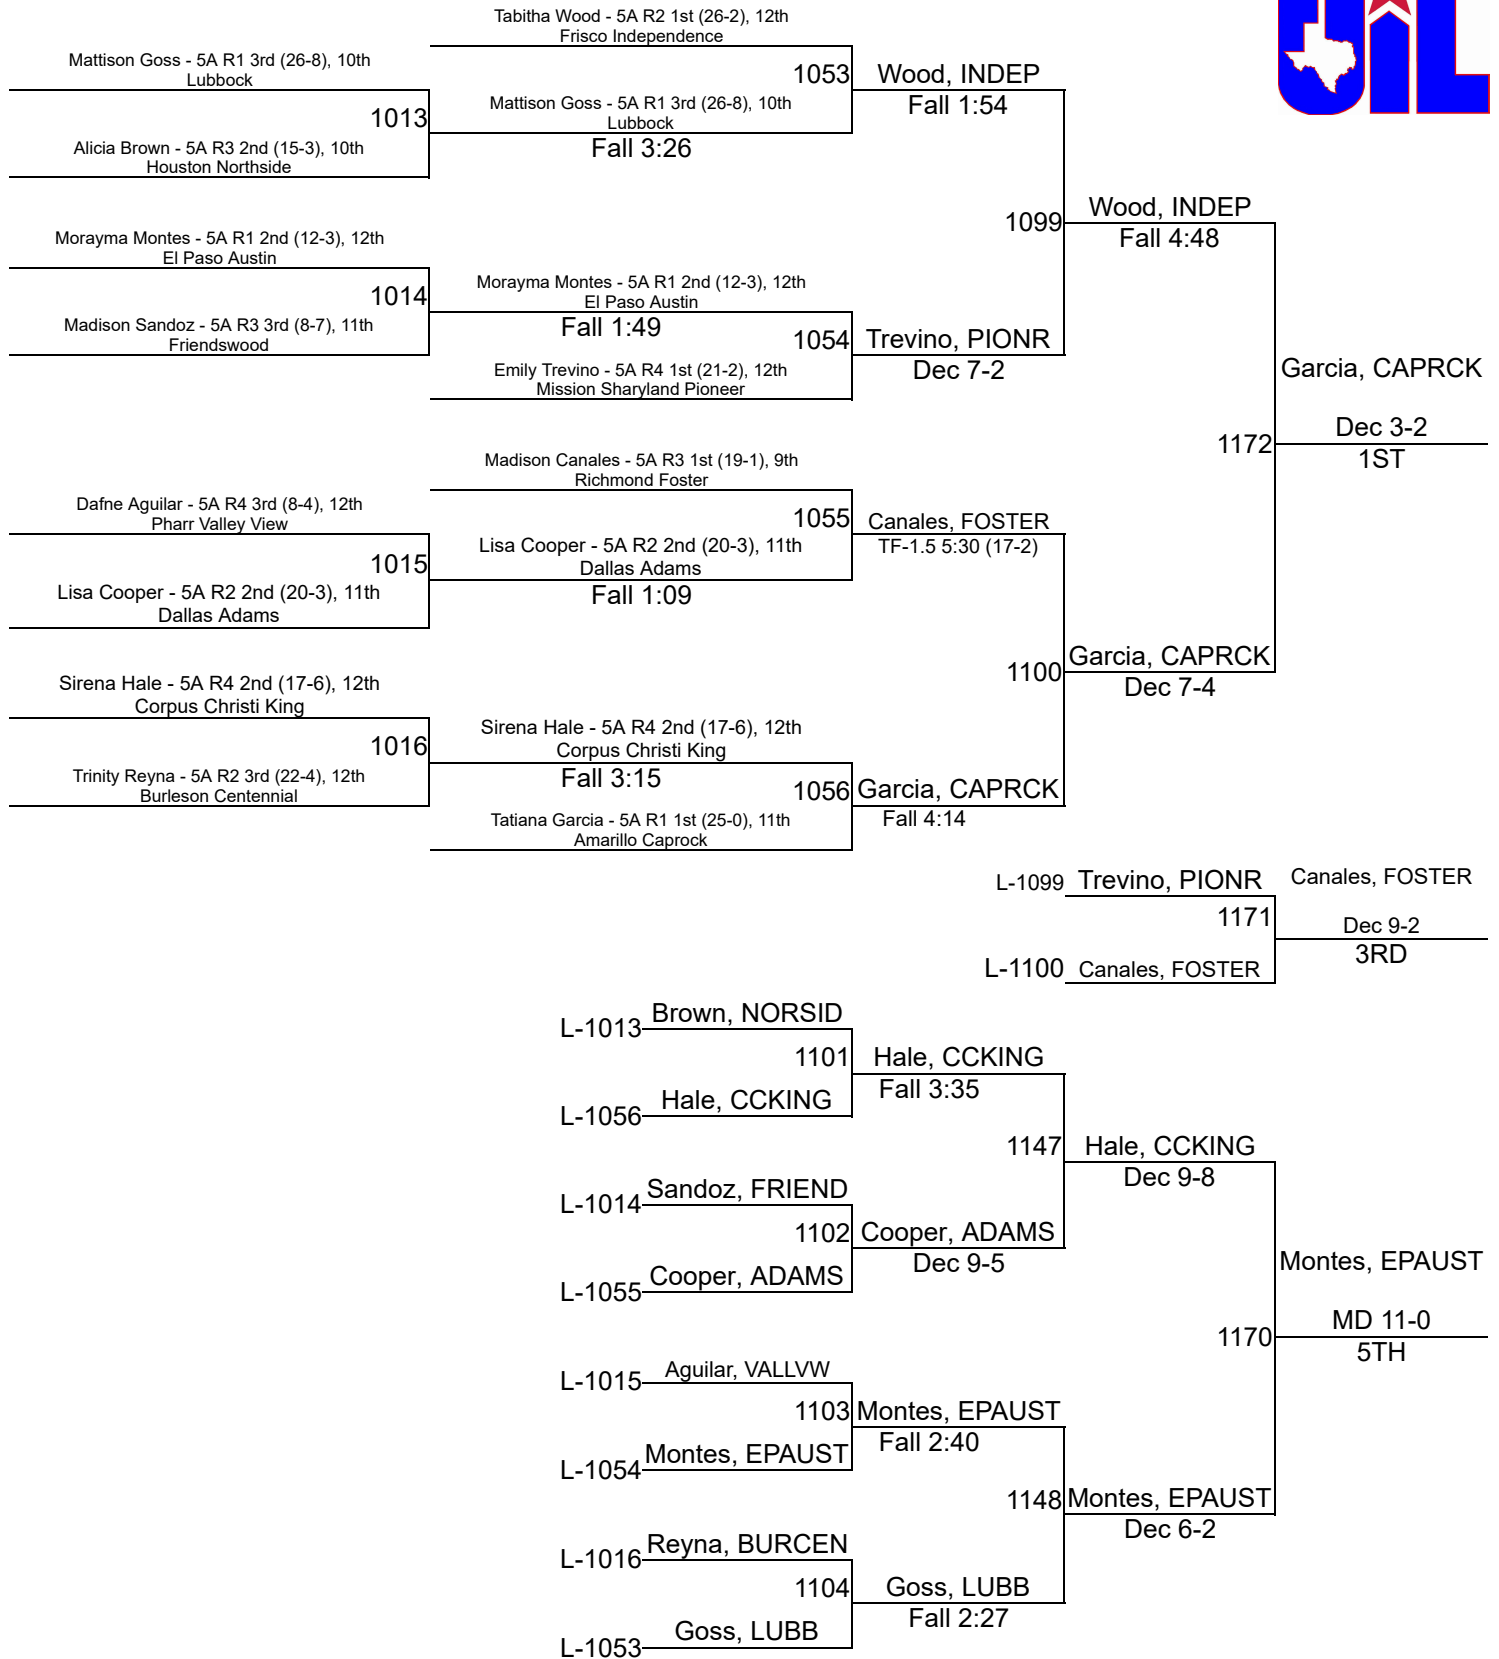 Tabitha Wood - 5A R2 1st (26-2), 12th
Frisco Independence
UIL
Mattison Goss - 5A R1 3rd (26-8), 10th
Lubbock
1053
Wood, INDEP
Fall 1:54
Mattison Goss - 5A R1 3rd (26-8), 10th
Lubbock
1013
Fall 3:26
Alicia Brown - 5A R3 2nd (15-3), 10th
Houston Northside
1099
Wood, INDEP
Fall 4:48
Morayma Montes - 5A R1 2nd (12-3), 12th
El Paso Austin
Morayma Montes - 5A R1 2nd (12-3), 12th
El Paso Austin
1014
Fall 1:49
Madison Sandoz - 5A R3 3rd (8-7), 11th
Friendswood
1054
Trevino, PIONR
Dec 7-2
Emily Trevino - 5A R4 1st (21-2), 12th
Mission Sharyland Pioneer
Garcia, CAPRCK
Dec 3-2
1172
1ST
Madison Canales - 5A R3 1st (19-1), 9th
Richmond Foster
Dafne Aguilar - 5A R4 3rd (8-4), 12th
Pharr Valley View
1055
Canales, FOSTER
TF-1.5 5:30 (17-2)
Lisa Cooper - 5A R2 2nd (20-3), 11th
Dallas Adams
1015
Fall 1:09
Lisa Cooper - 5A R2 2nd (20-3), 11th
Dallas Adams
1100
Garcia, CAPRCK
Dec 7-4
Sirena Hale - 5A R4 2nd (17-6), 12th
Corpus Christi King
Sirena Hale - 5A R4 2nd (17-6), 12th
Corpus Christi King
1016
Fall 3:15
Trinity Reyna - 5A R2 3rd (22-4), 12th
Burleson Centennial
1056
Garcia, CAPRCK
Fall 4:14
Tatiana Garcia - 5A R1 1st (25-0), 11th
Amarillo Caprock
L-1099
Trevino, PIONR
Canales, FOSTER
1171
Dec 9-2
3RD
L-1100
Canales, FOSTER
L-1013
Brown, NORSID
1101
Hale, CCKING
Fall 3:35
L-1056
Hale, CCKING
1147
Hale, CCKING
Dec 9-8
L-1014
Sandoz, FRIEND
1102
Cooper, ADAMS
Dec 9-5
L-1055
Cooper, ADAMS
Montes, EPAUST
MD 11-0
1170
5TH
L-1015
Aguilar, VALLVW
1103
Montes, EPAUST
Fall 2:40
L-1054
Montes, EPAUST
1148
Montes, EPAUST
Dec 6-2
L-1016
Reyna, BURCEN
1104
Goss, LUBB
Fall 2:27
L-1053
Goss, LUBB